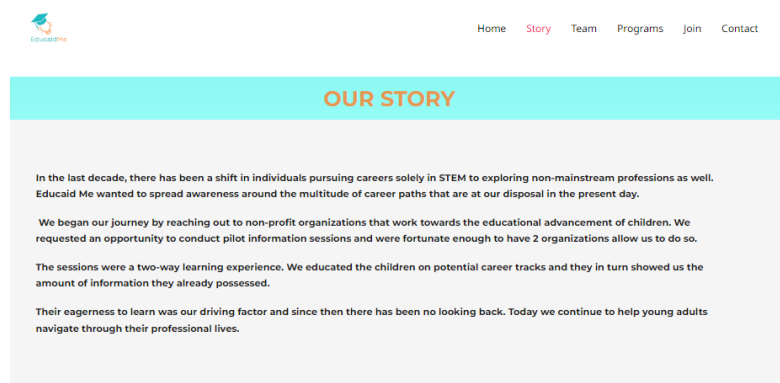 EducaidMe
Home Story Team Programs Join Contact
OUR STORY
In the last decade, there has been a shift in individuals pursuing careers solely in STEM to exploring non-mainstream professions as well.
Educaid Me wanted to spread awareness around the multitude of career paths that are at our disposal in the present day.
We began our journey by reaching out to non-profit organizations that work towards the educational advancement of children. We
requested an opportunity to conduct pilot information sessions and were fortunate enough to have 2 organizations allow us to do so.
The sessions were a two-way learning experience. We educated the children on potential career tracks and they in turn showed us the
amount of information they already possessed.
Their eagerness to learn was our driving factor and since then there has been no looking back. Today we continue to help young adults
navigate through their professional lives.